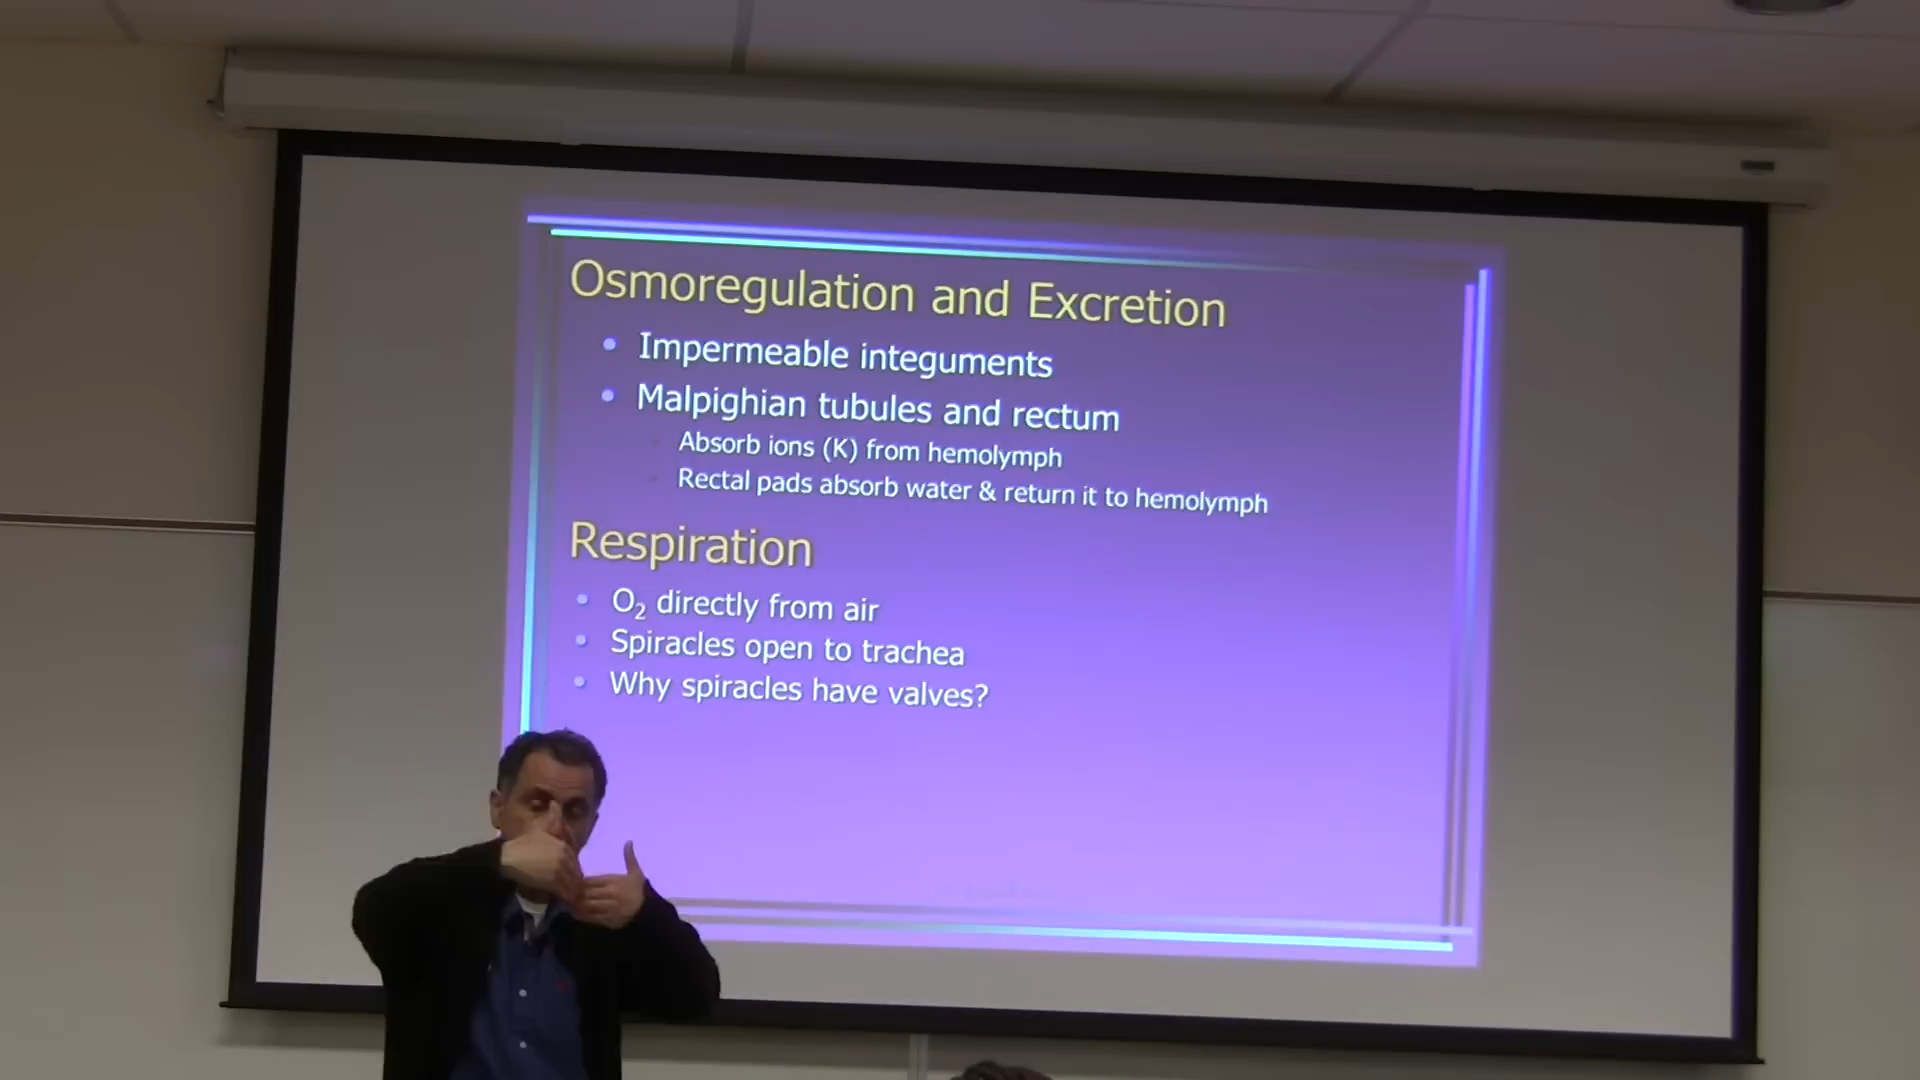 Osmoregulation and Excretion
• Impermeable integuments
• Malpighian tubules and rectum
Absorb ions (K) from hemolymph
Rectal pads absorb water & return it to hemolymph
Respiration
• O₂ directly from air
• Spiracles open to trachea
• Why spiracles have valves?